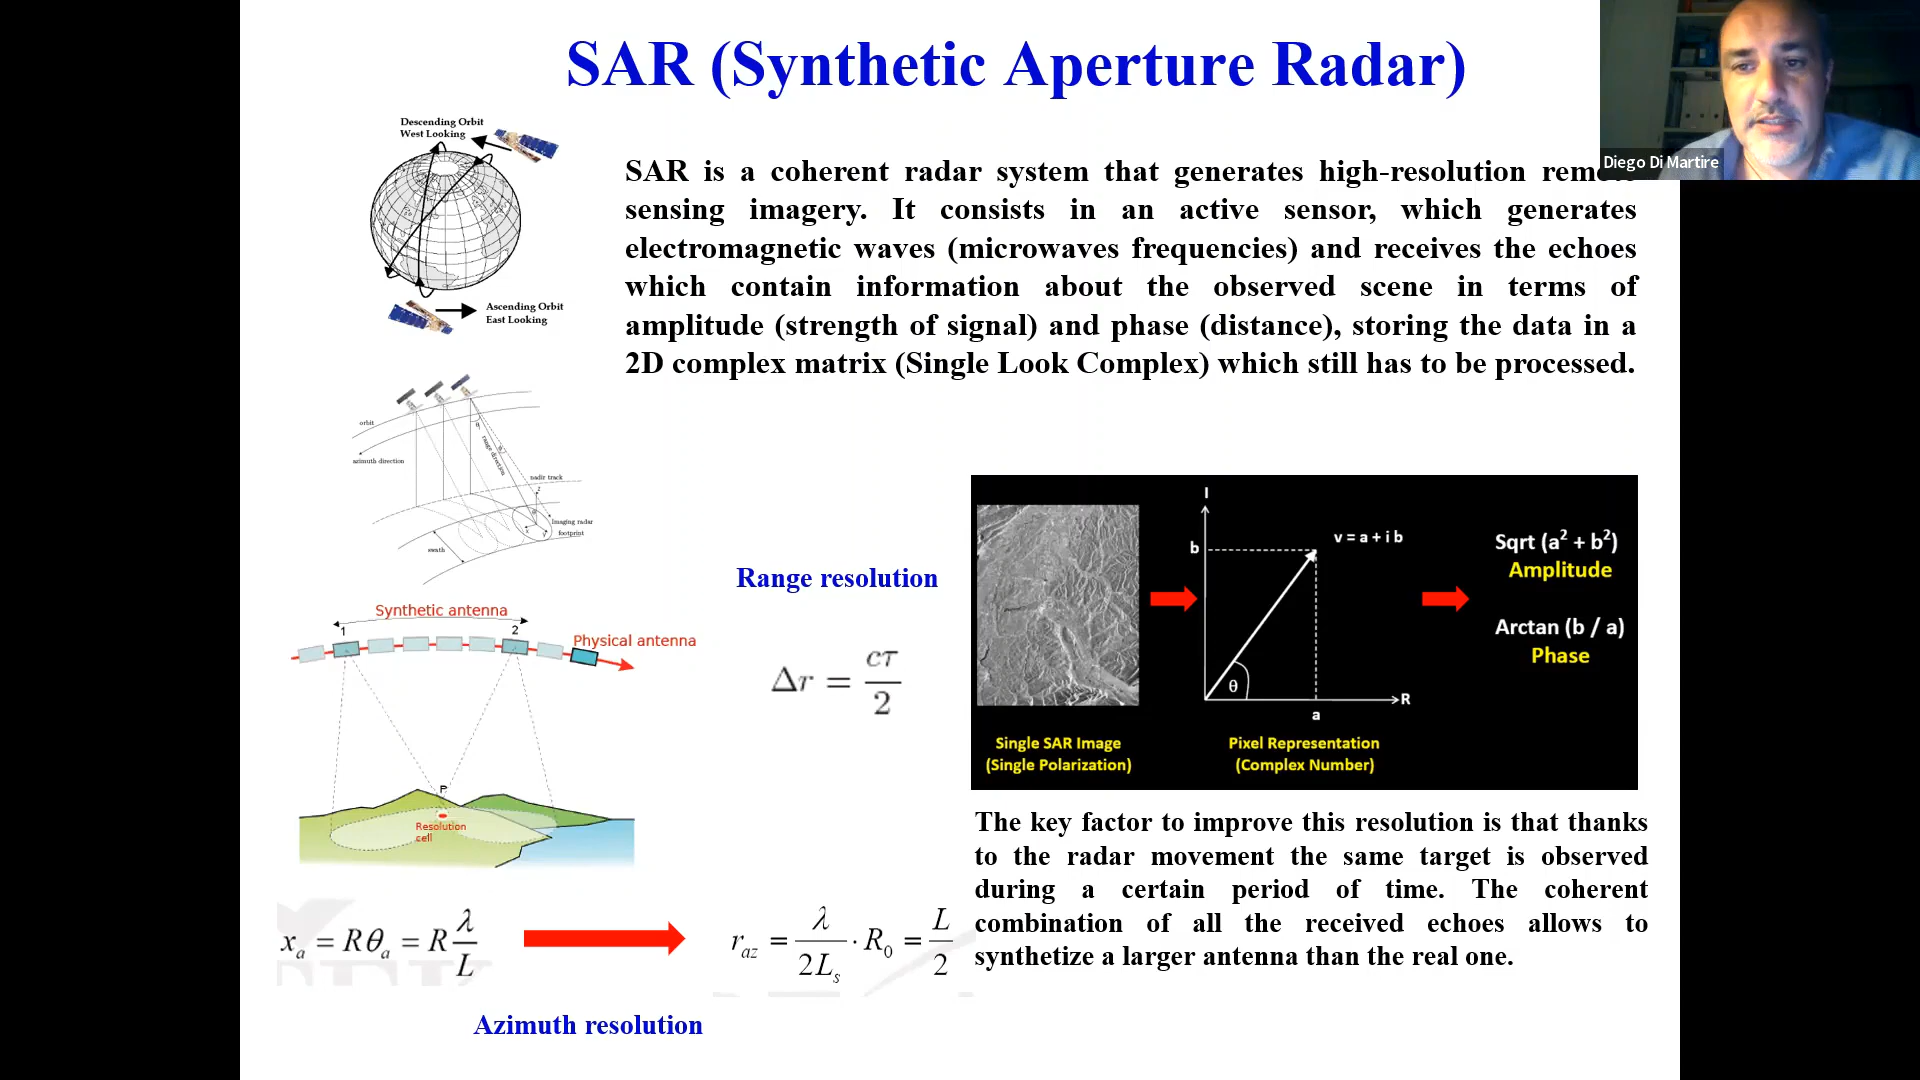 SAR (Synthetic Aperture Radar)
Diego Di Martire
Descending Orbit
West Looking
Ascending Orbit
East Looking
SAR is a coherent radar system that generates high-resolution remote
sensing imagery. It consists in an active sensor, which generates
electromagnetic waves (microwaves frequencies) and receives the echoes
which contain information about the observed scene in terms of
amplitude (strength of signal) and phase (distance), storing the data in a
2D complex matrix (Single Look Complex) which still has to be processed.
orbit
azimuth direction
range direction
nadir track
Imaging radar
footprint
swath
θ
z
x
y
Synthetic antenna
1
2
Physical antenna
P
Resolution
cell
Range resolution
Δr = cτ/2
I
b
v = a + i b
θ
R
a
Sqrt (a² + b²)
Amplitude
Arctan (b / a)
Phase
Single SAR Image
(Single Polarization)
Pixel Representation
(Complex Number)
The key factor to improve this resolution is that thanks
to the radar movement the same target is observed
during a certain period of time. The coherent
combination of all the received echoes allows to
synthetize a larger antenna than the real one.
xₐ = Rθₐ = R λ/L
r_az = λ/2L_s · R₀ = L/2
Azimuth resolution